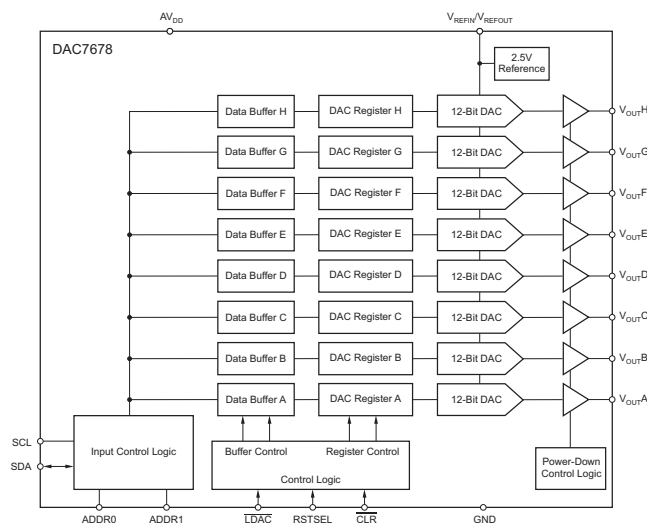 AVDD
VREFIN/VREFOUT
DAC7678
2.5V
Reference
Data Buffer H
DAC Register H
12-Bit DAC
VOUTH
Data Buffer G
DAC Register G
12-Bit DAC
VOUTG
Data Buffer F
DAC Register F
12-Bit DAC
VOUTF
Data Buffer E
DAC Register E
12-Bit DAC
VOUTE
Data Buffer D
DAC Register D
12-Bit DAC
VOUTD
Data Buffer C
DAC Register C
12-Bit DAC
VOUTC
Data Buffer B
DAC Register B
12-Bit DAC
VOUTB
Data Buffer A
DAC Register A
12-Bit DAC
VOUTA
SCL
SDA
Input Control Logic
Buffer Control
Register Control
Control Logic
Power-Down
Control Logic
ADDR0
ADDR1
LDAC
RSTSEL
CLR
GND